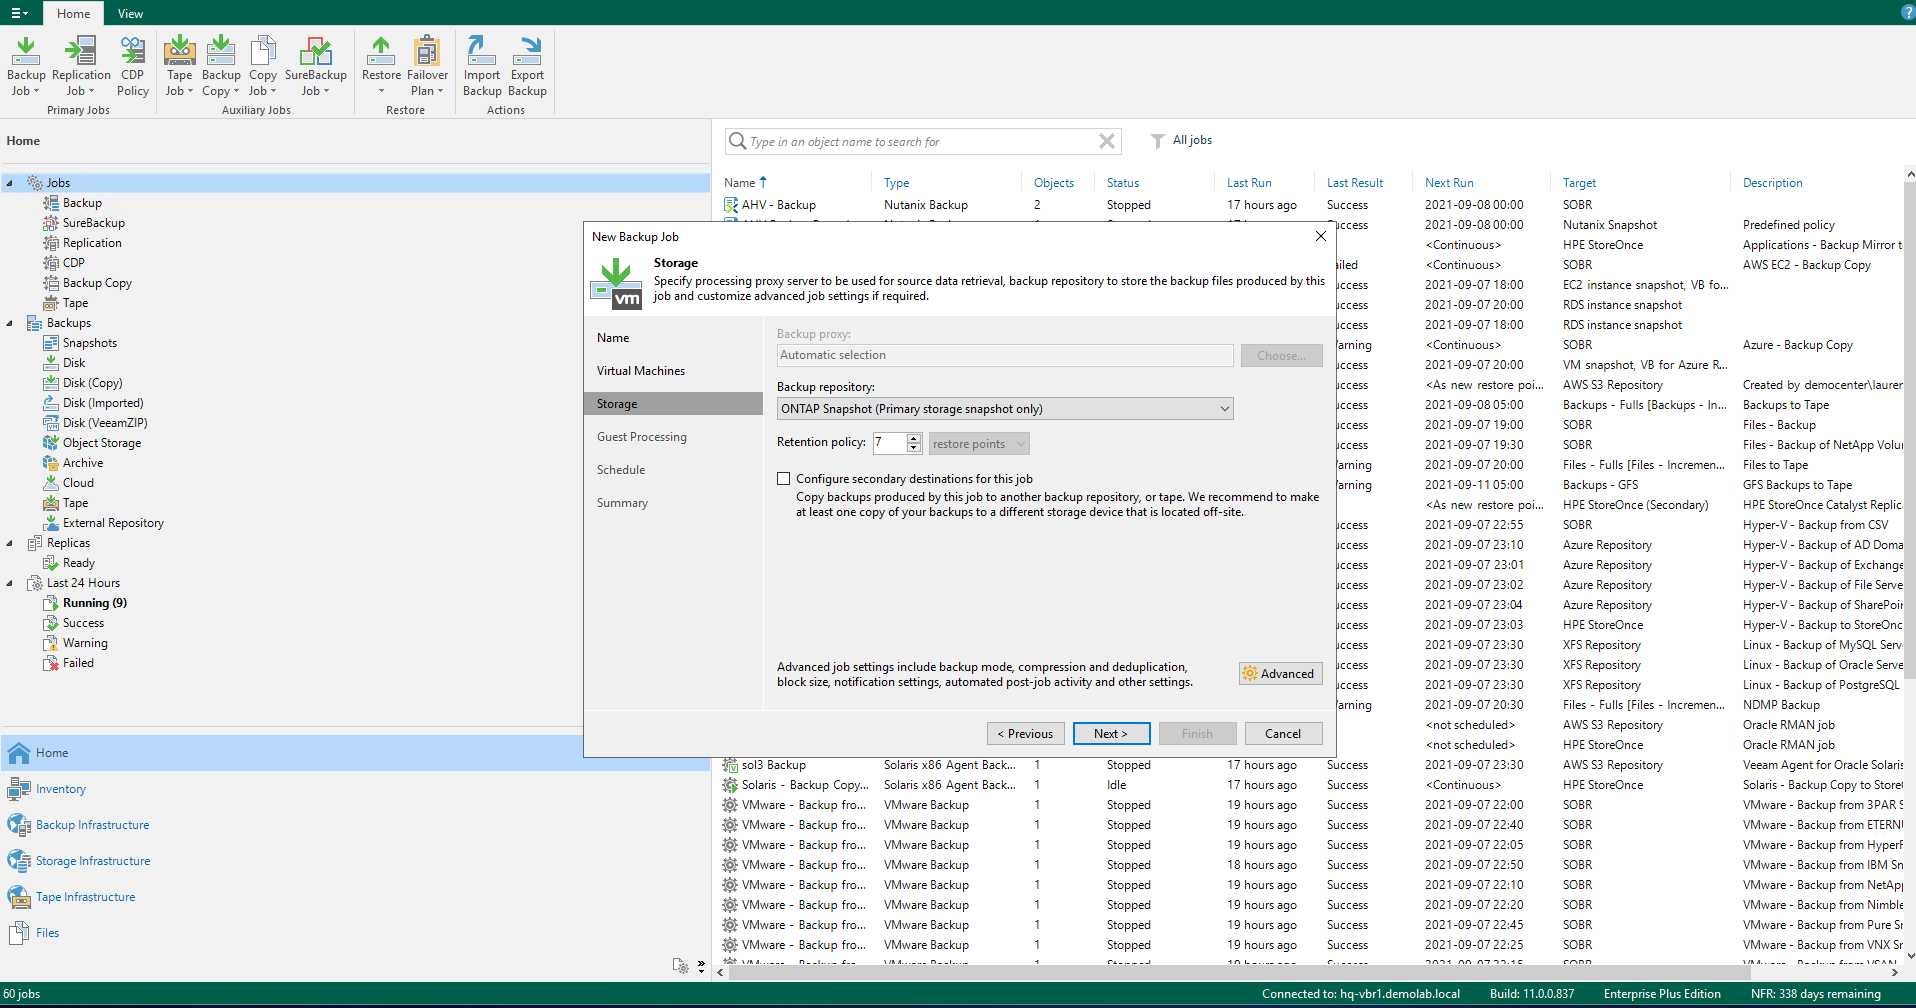 Home View
?
Backup Job
Replication Job
CDP Policy
Primary Jobs
Tape Job
Backup Copy
Copy Job
SureBackup Job
Auxiliary Jobs
Restore
Failover Plan
Restore
Import Backup
Export Backup
Actions
Home
Jobs
Backup
SureBackup
Replication
CDP
Backup Copy
Tape
Backups
Snapshots
Disk
Disk (Copy)
Disk (Imported)
Disk (VeeamZIP)
Object Storage
Archive
Cloud
Tape
External Repository
Replicas
Ready
Last 24 Hours
Running (9)
Success
Warning
Failed
Home
Inventory
Backup Infrastructure
Storage Infrastructure
Tape Infrastructure
Files
Type in an object name to search for
All jobs
Name Type Objects Status Last Run Last Result Next Run Target Description
AHV - Backup Nutanix Backup 2 Stopped 17 hours ago Success 2021-09-08 00:00 SOBR
2021-09-08 00:00 Nutanix Snapshot Predefined policy
<Continuous> HPE StoreOnce Applications - Backup Mirror t
<Continuous> SOBR AWS EC2 - Backup Copy
2021-09-07 18:00 EC2 instance snapshot, VB fo...
2021-09-07 20:00 RDS instance snapshot
2021-09-07 18:00 RDS instance snapshot
<Continuous> SOBR Azure - Backup Copy
2021-09-07 20:00 VM snapshot, VB for Azure R...
<As new restore poi... AWS S3 Repository Created by democenter\lauren
2021-09-08 05:00 Backups - Fulls [Backups - In... Backups to Tape
2021-09-07 19:00 SOBR Files - Backup
2021-09-07 19:30 SOBR Files - Backup of NetApp Volu
2021-09-07 20:00 Files - Fulls [Files - Incremen... Files to Tape
2021-09-11 05:00 Backups - GFS GFS Backups to Tape
<As new restore poi... HPE StoreOnce (Secondary) HPE StoreOnce Catalyst Replic
2021-09-07 22:55 SOBR Hyper-V - Backup from CSV
2021-09-07 23:10 Azure Repository Hyper-V - Backup of AD Doma
2021-09-07 23:01 Azure Repository Hyper-V - Backup of Exchange
2021-09-07 23:02 Azure Repository Hyper-V - Backup of File Serve
2021-09-07 23:04 Azure Repository Hyper-V - Backup of SharePoin
2021-09-07 23:03 HPE StoreOnce Hyper-V - Backup to StoreOnc
2021-09-07 23:30 XFS Repository Linux - Backup of MySQL Serv
2021-09-07 23:30 XFS Repository Linux - Backup of Oracle Serve
2021-09-07 23:30 XFS Repository Linux - Backup of PostgreSQL
2021-09-07 20:30 Files - Fulls [Files - Incremen... NDMP Backup
<not scheduled> AWS S3 Repository Oracle RMAN job
<not scheduled> HPE StoreOnce Oracle RMAN job
sol3 Backup Solaris x86 Agent Back... 1 Stopped 17 hours ago Success 2021-09-07 23:30 AWS S3 Repository Veeam Agent for Oracle Solaris
Solaris - Backup Copy... Solaris x86 Agent Back... 1 Idle 17 hours ago Success <Continuous> HPE StoreOnce Solaris - Backup Copy to Store
VMware - Backup fro... VMware Backup 1 Stopped 19 hours ago Success 2021-09-07 22:00 SOBR VMware - Backup from 3PAR S
VMware - Backup fro... VMware Backup 1 Stopped 19 hours ago Success 2021-09-07 22:40 SOBR VMware - Backup from ETERN
VMware - Backup fro... VMware Backup 1 Stopped 19 hours ago Success 2021-09-07 22:05 SOBR VMware - Backup from HyperF
VMware - Backup fro... VMware Backup 1 Stopped 18 hours ago Success 2021-09-07 22:50 SOBR VMware - Backup from IBM Sn
VMware - Backup fro... VMware Backup 1 Stopped 19 hours ago Success 2021-09-07 22:10 SOBR VMware - Backup from NetApp
VMware - Backup fro... VMware Backup 1 Stopped 19 hours ago Success 2021-09-07 22:20 SOBR VMware - Backup from Nimble
VMware - Backup fro... VMware Backup 1 Stopped 19 hours ago Success 2021-09-07 22:45 SOBR VMware - Backup from Pure Sn
VMware - Backup fro... VMware Backup 1 Stopped 19 hours ago Success 2021-09-07 22:25 SOBR VMware - Backup from VNX Sn
New Backup Job
vm
Storage
Specify processing proxy server to be used for source data retrieval, backup repository to store the backup files produced by this
job and customize advanced job settings if required.
Name
Virtual Machines
Storage
Guest Processing
Schedule
Summary
Backup proxy:
Automatic selection Choose...
Backup repository:
ONTAP Snapshot (Primary storage snapshot only)
Retention policy: 7 restore points
Configure secondary destinations for this job
Copy backups produced by this job to another backup repository, or tape. We recommend to make
at least one copy of your backups to a different storage device that is located off-site.
Advanced job settings include backup mode, compression and deduplication,
block size, notification settings, automated post-job activity and other settings.
Advanced
< Previous Next > Finish Cancel
60 jobs Connected to: hq-vbr1.demolab.local Build: 11.0.0.837 Enterprise Plus Edition NFR: 338 days remaining